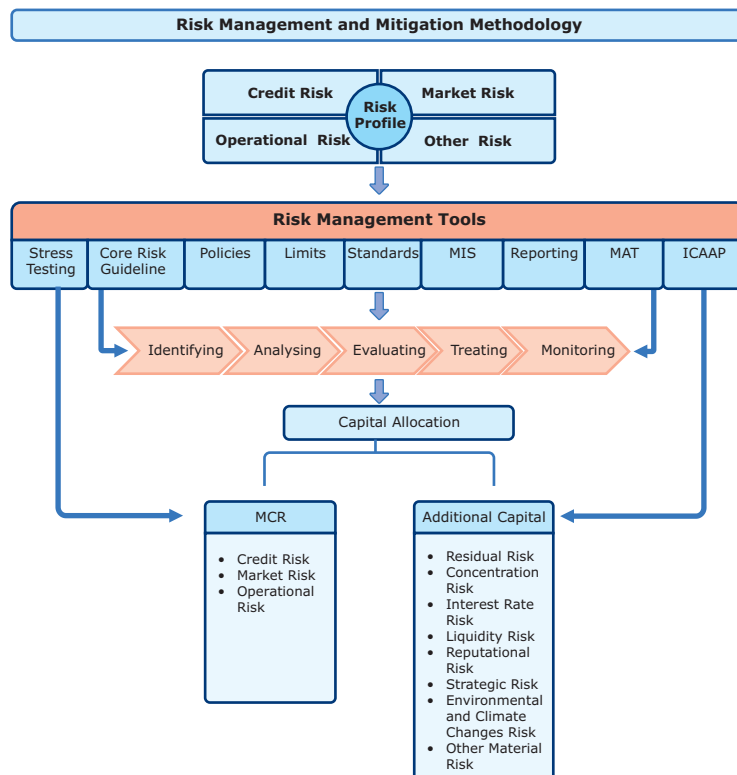 Risk Management and Mitigation Methodology
Credit Risk
Market Risk
Risk
Profile
Operational Risk
Other Risk
Risk Management Tools
Stress
Testing
Core Risk
Guideline
Policies
Limits
Standards
MIS
Reporting
MAT
ICAAP
Identifying
Analysing
Evaluating
Treating
Monitoring
Capital Allocation
MCR
• Credit Risk
• Market Risk
• Operational
Risk
Additional Capital
• Residual Risk
• Concentration
Risk
• Interest Rate
Risk
• Liquidity Risk
• Reputational
Risk
• Strategic Risk
• Environmental
and Climate
Changes Risk
• Other Material
Risk